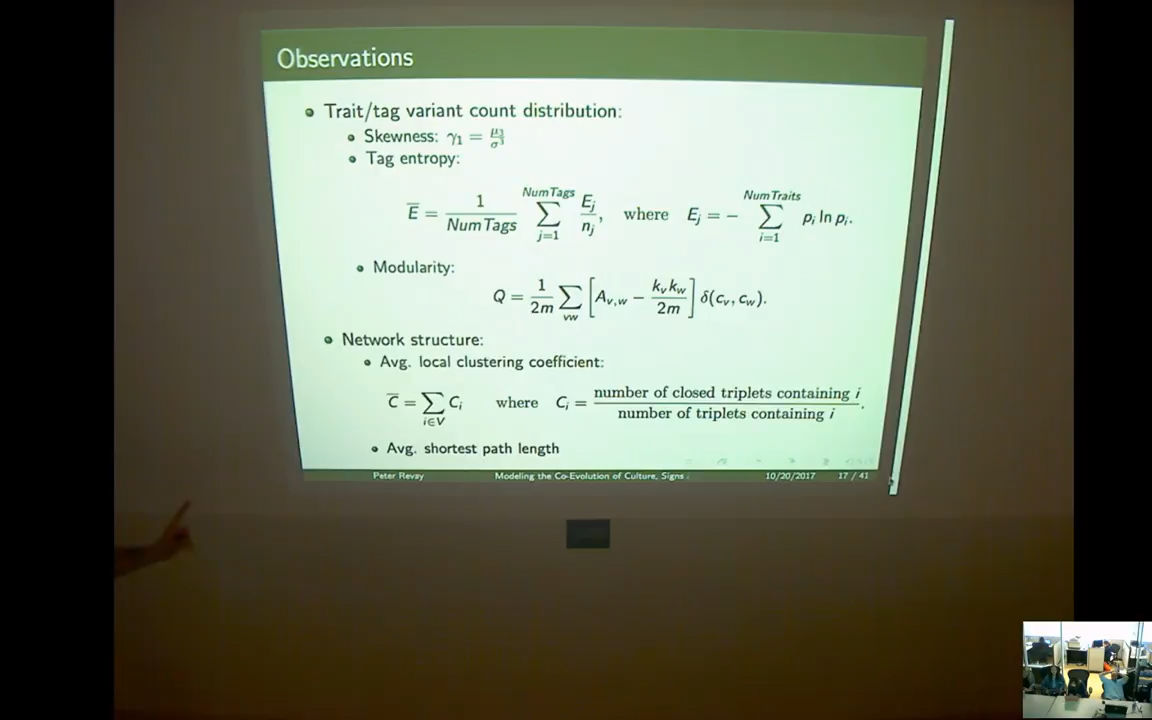 Observations
Trait/tag variant count distribution:
Skewness: γ₁ = μ₃/σ³
Tag entropy:
E̅ = 1/NumTags ∑_{j=1}^{NumTags} E_j/n_j, where E_j = − ∑_{i=1}^{NumTraits} p_i ln p_i.
Modularity:
Q = 1/2m ∑_{vw} [A_{v,w} − k_v k_w/2m] δ(c_v, c_w).
Network structure:
Avg. local clustering coefficient:
C̅ = ∑_{i∈V} C_i where C_i = number of closed triplets containing i / number of triplets containing i.
Avg. shortest path length
Peter Revay Modeling the Co-Evolution of Culture, Signs 10/20/2017 17 / 41